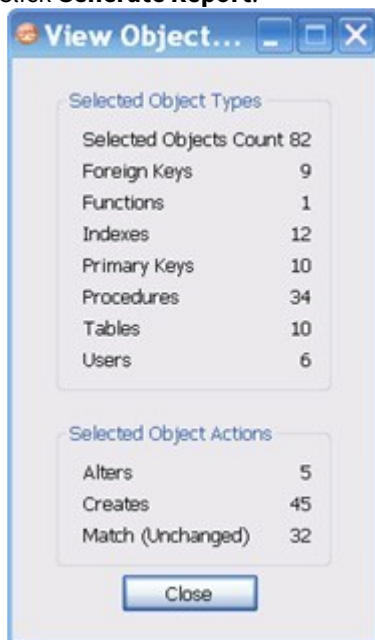 Click Generate Report.
View Object...
Selected Object Types
Selected Objects Count 82
Foreign Keys 9
Functions 1
Indexes 12
Primary Keys 10
Procedures 34
Tables 10
Users 6
Selected Object Actions
Alters 5
Creates 45
Match (Unchanged) 32
Close